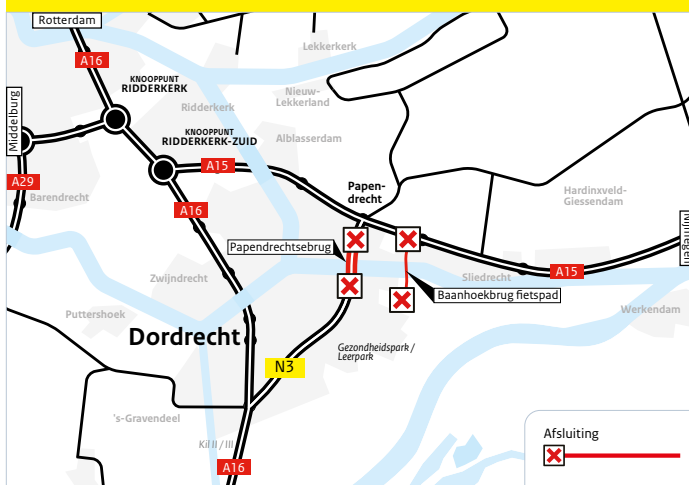 Rotterdam
Lekkerkerk
A16
KNOOPPUNT
RIDDERKERK
Nieuw-
Lekkerland
Ridderkerk
Middelburg
KNOOPPUNT
RIDDERKERK-ZUID
Alblasserdam
A15
A29
Barendrecht
Papen-
drecht
Hardinxveld-
Giessendam
A16
Nijmegen
Papendrechtsebrug
Zwijndrecht
Sliedrecht
A15
Baanhoekbrug fietspad
Puttershoek
Werkendam
Dordrecht
Gezondheidspark /
Leerpark
N3
's-Gravendeel
Kil II / III
Afsluiting
A16